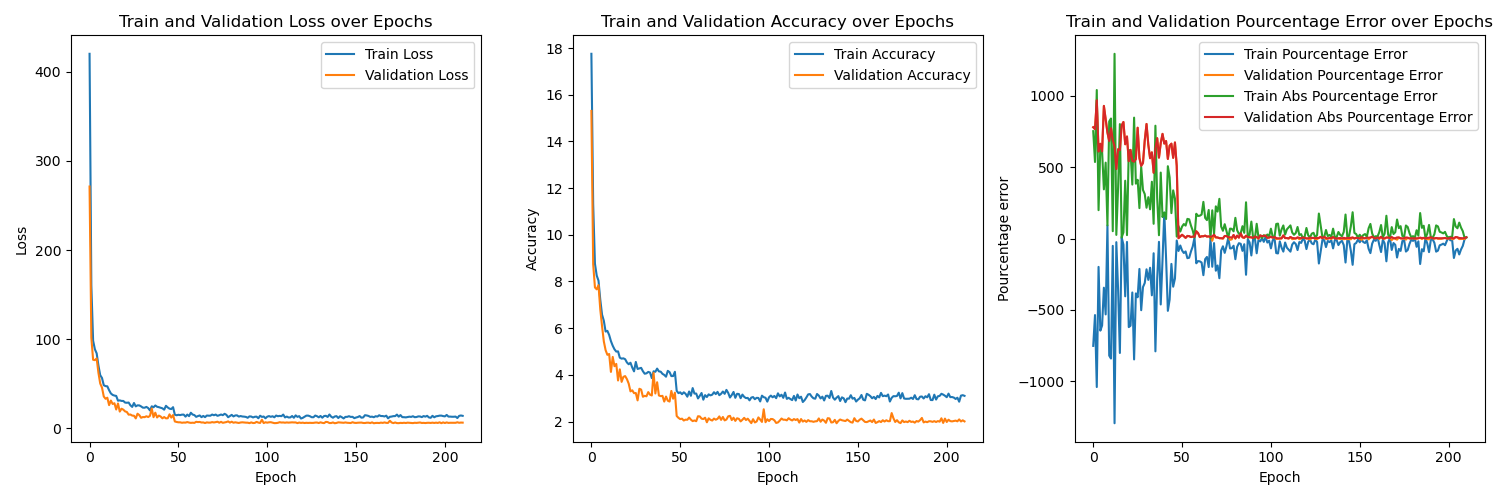 Train and Validation Loss over Epochs
Train Loss
Validation Loss
400
300
200
100
0
Loss
0
50
100
150
200
Epoch
Train and Validation Accuracy over Epochs
Train Accuracy
Validation Accuracy
18
16
14
12
10
8
6
4
2
Accuracy
0
50
100
150
200
Epoch
Train and Validation Pourcentage Error over Epochs
Train Pourcentage Error
Validation Pourcentage Error
Train Abs Pourcentage Error
Validation Abs Pourcentage Error
1000
500
0
−500
−1000
Pourcentage error
0
50
100
150
200
Epoch